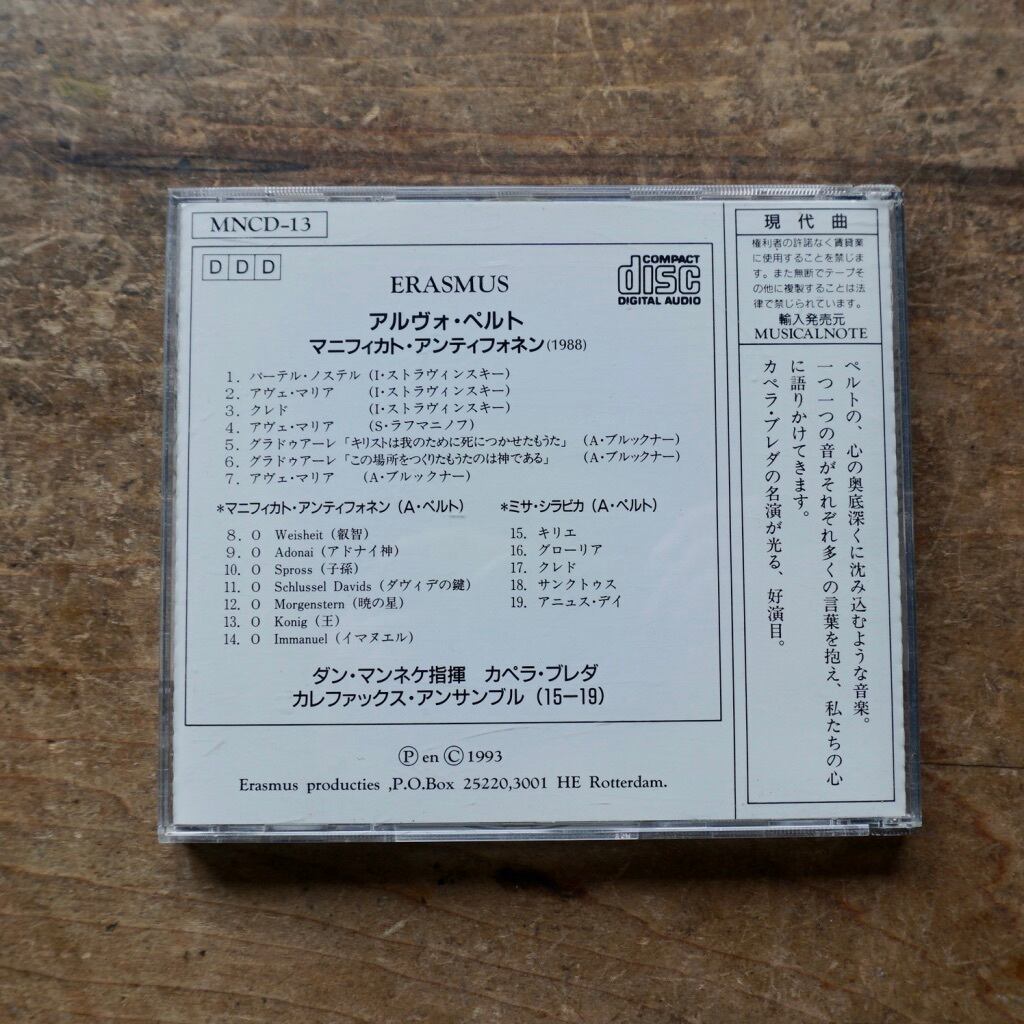 MNCD-13
D D D
ERASMUS
COMPACT
disc
DIGITAL AUDIO
アルヴォ・ペルト
マニフィカト・アンティフォネン(1988)
1. パーテル・ノステル (I・ストラヴィンスキー)
2. アヴェ・マリア (I・ストラヴィンスキー)
3. クレド (I・ストラヴィンスキー)
4. アヴェ・マリア (S・ラフマニノフ)
5. グラドゥアーレ「キリストは我のために死につかせたもうた」 (A・ブルックナー)
6. グラドゥアーレ「この場所をつくりたもうたのは神である」 (A・ブルックナー)
7. アヴェ・マリア (A・ブルックナー)
*マニフィカト・アンティフォネン (A・ペルト)
8. O Weisheit (叡智)
9. O Adonai (アドナイ神)
10. O Spross (子孫)
11. O Schlussel Davids (ダヴィデの鍵)
12. O Morgenstern (暁の星)
13. O Konig (王)
14. O Immanuel (イマヌエル)
*ミサ・シラビカ (A・ペルト)
15. キリエ
16. グローリア
17. クレド
18. サンクトゥス
19. アニュス・デイ
ダン・マンネケ指揮 カペラ・ブレダ
カレファックス・アンサンブル (15—19)
Ⓟ en Ⓒ 1993
Erasmus producties ,P.O.Box 25220,3001 HE Rotterdam.
現代曲
権利者の許諾なく賃貸業
に使用することを禁じま
す。また無断でテープそ
の他に複製することは法
律で禁じられています。
輸入発売元
MUSICALNOTE
ペルトの、心の奥底深くに沈み込むような音楽。
一つ一つの音がそれぞれ多くの言葉を抱え、私たちの心
に語りかけてきます。
カペラ・ブレダの名演が光る、好演目。